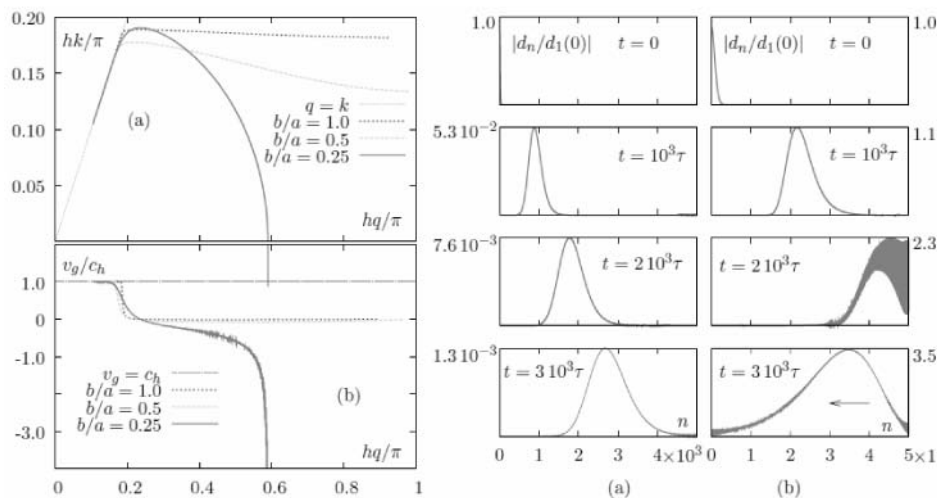 0.20
hk/π
0.15
(a)
0.10
q = k
b/a = 1.0
b/a = 0.5
b/a = 0.25
0.05
hq/π
v_g/c_h
1.0
0
-1.0
-3.0
v_g = c_h
b/a = 1.0
b/a = 0.5
b/a = 0.25
(b)
hq/π
0 0.2 0.4 0.6 0.8 1
1.0
|d_n/d_1(0)| t = 0
5.3 10^-2
t = 10^3τ
7.6 10^-3
t = 2 10^3τ
1.3 10^-3
t = 3 10^3τ
n
0 1 2 3 4×10^3
(a)
|d_n/d_1(0)| t = 0
1.0
t = 10^3τ
1.1
t = 2 10^3τ
2.3
t = 3 10^3τ
3.5
n
0 1 2 3 4 5×1
(b)